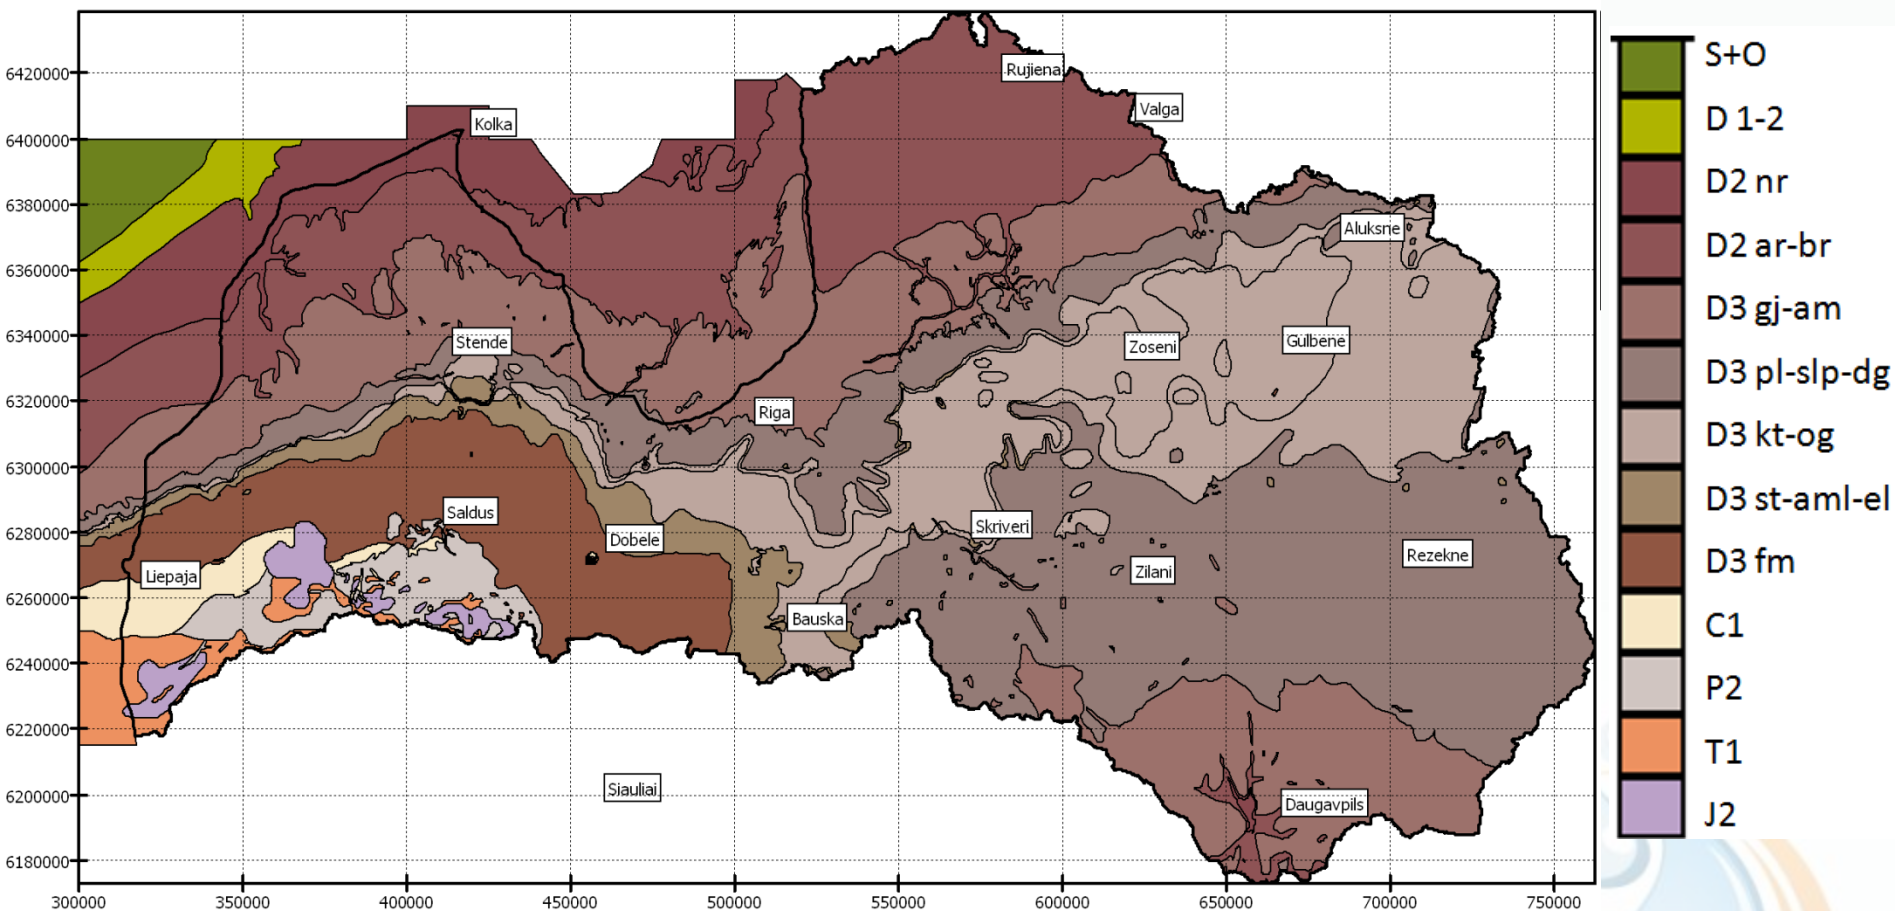 6420000
6400000
6380000
6360000
6340000
6320000
6300000
6280000
6260000
6240000
6220000
6200000
6180000
300000
350000
400000
450000
500000
550000
600000
650000
700000
750000
Rujiena
Valga
Kolka
Aluksne
Stende
Zoseni
Gulbene
Riga
Saldus
Dobele
Skriveri
Liepaja
Zilani
Rezekne
Bauska
Siauliai
Daugavpils
S+O
D 1-2
D2 nr
D2 ar-br
D3 gj-am
D3 pl-slp-dg
D3 kt-og
D3 st-aml-el
D3 fm
C1
P2
T1
J2